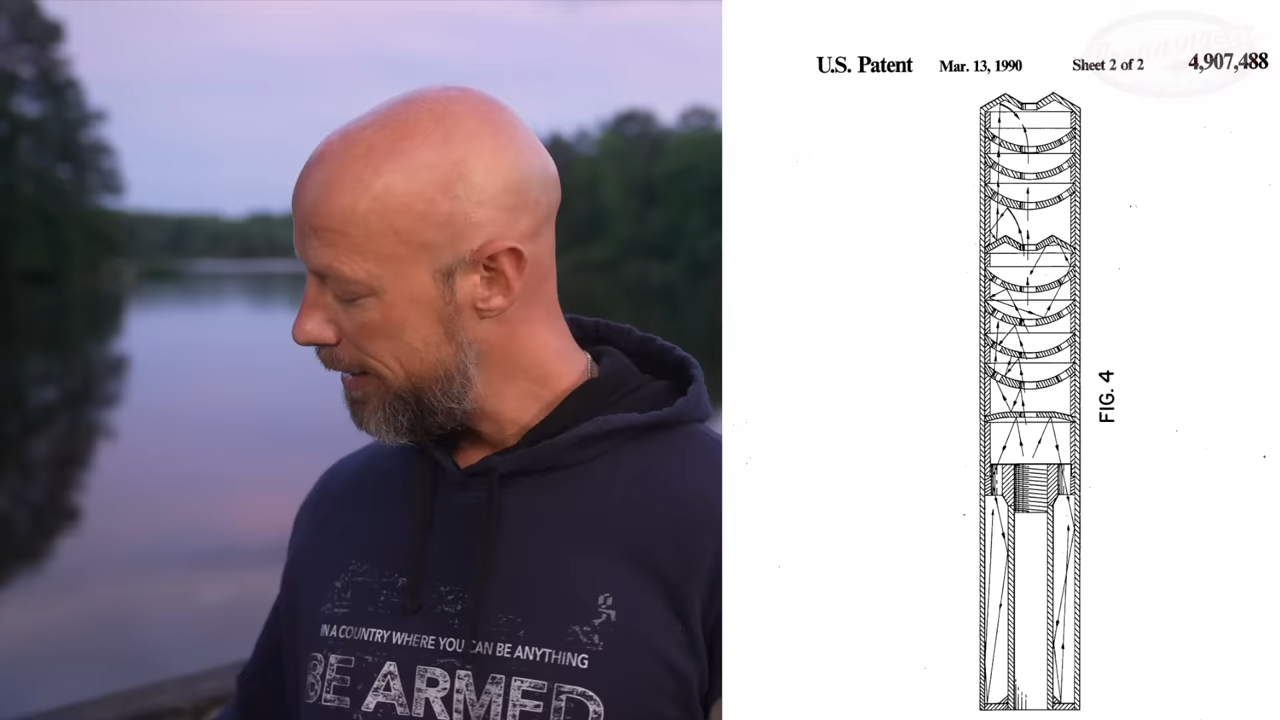 IN A COUNTRY WHERE YOU CAN BE ANYTHING
BE ARMED
U.S. Patent Mar. 13, 1990 Sheet 2 of 2 4,907,488
FIG. 4